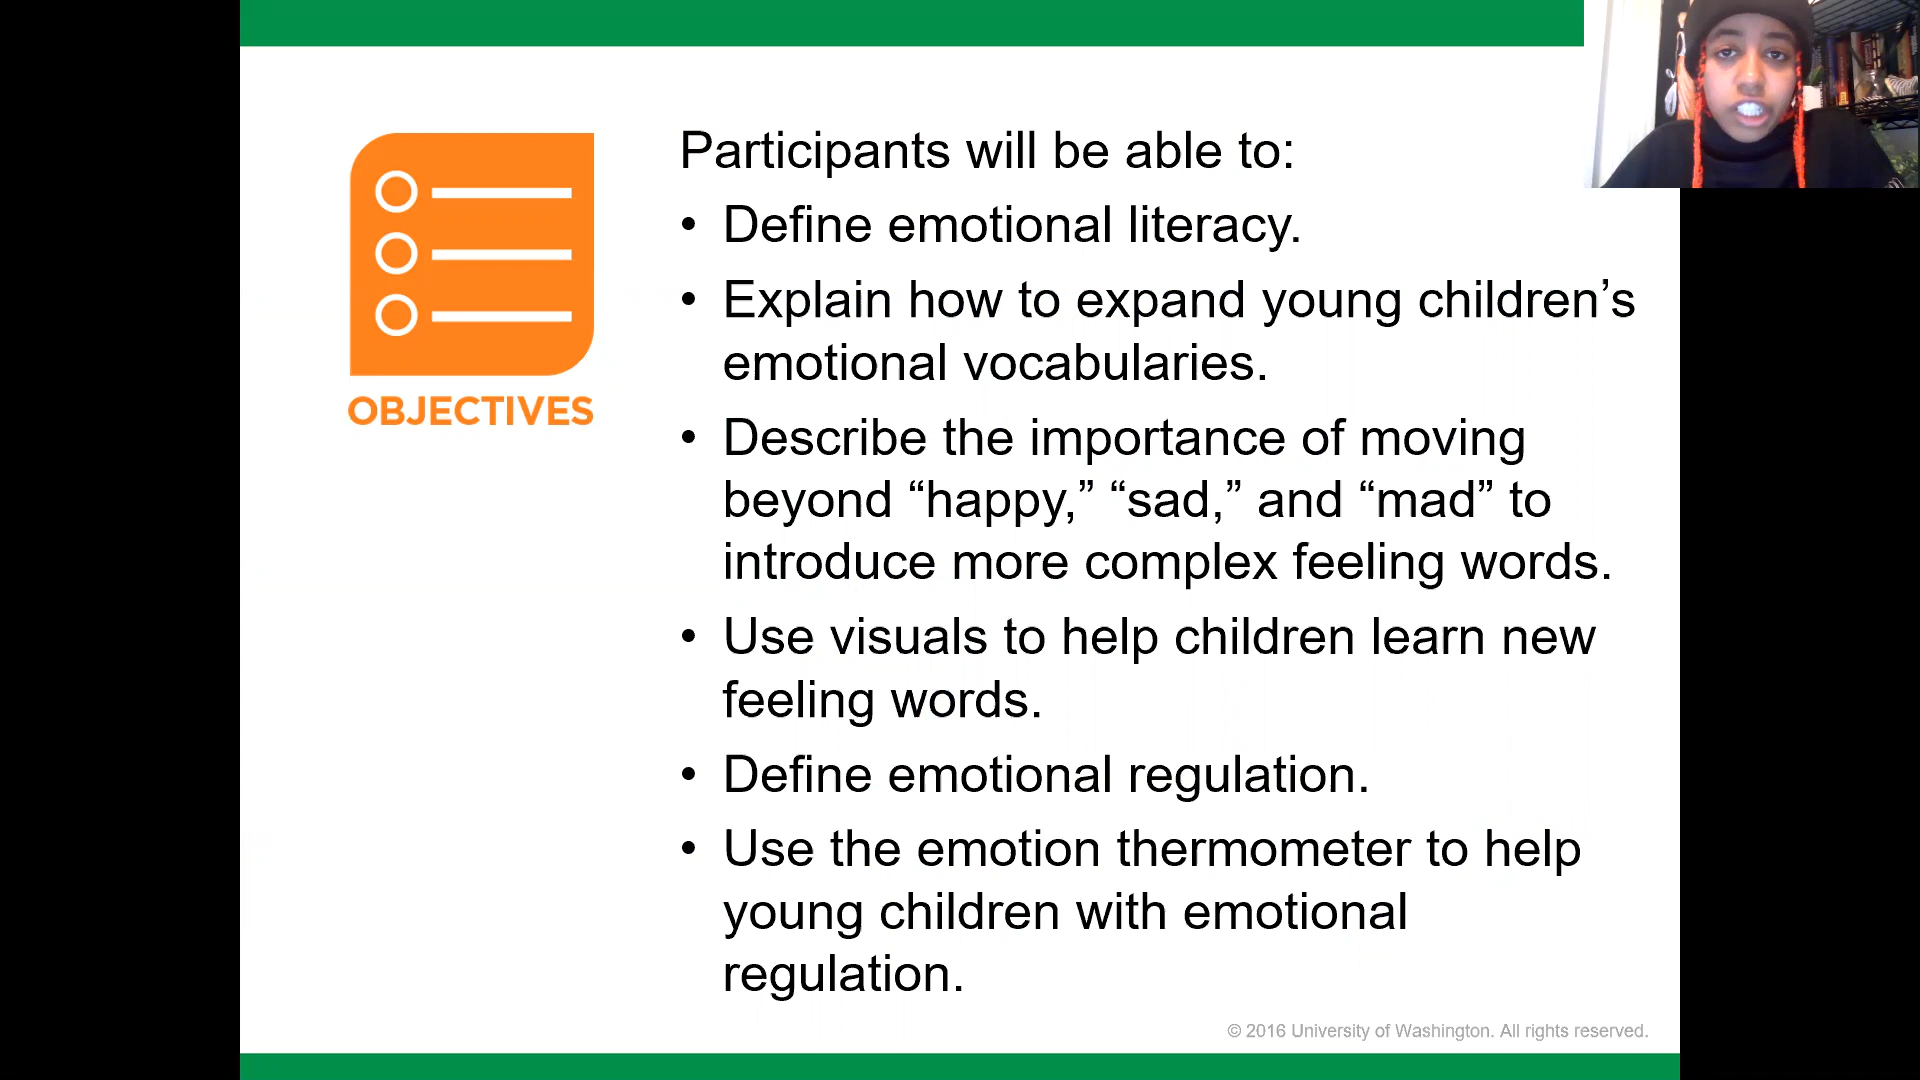 Participants will be able to:
• Define emotional literacy.
• Explain how to expand young children’s
emotional vocabularies.
• Describe the importance of moving
beyond “happy,” “sad,” and “mad” to
introduce more complex feeling words.
• Use visuals to help children learn new
feeling words.
• Define emotional regulation.
• Use the emotion thermometer to help
young children with emotional
regulation.
OBJECTIVES
© 2016 University of Washington. All rights reserved.